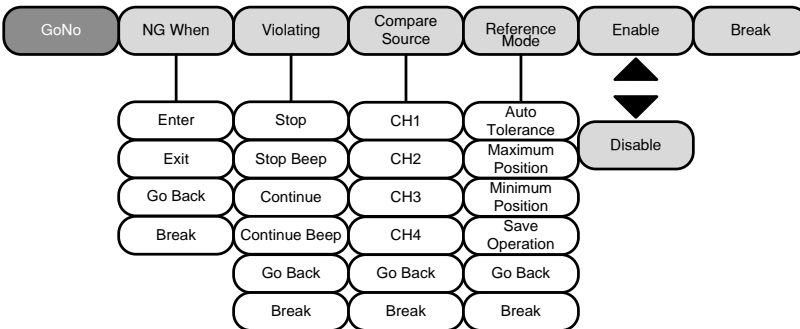 GoNo
NG When
Violating
Compare
Source
Reference
Mode
Enable
Break
Enter
Exit
Go Back
Break
Stop
Stop Beep
Continue
Continue Beep
Go Back
Break
CH1
CH2
CH3
CH4
Go Back
Break
Auto
Tolerance
Maximum
Position
Minimum
Position
Save
Operation
Go Back
Break
Disable